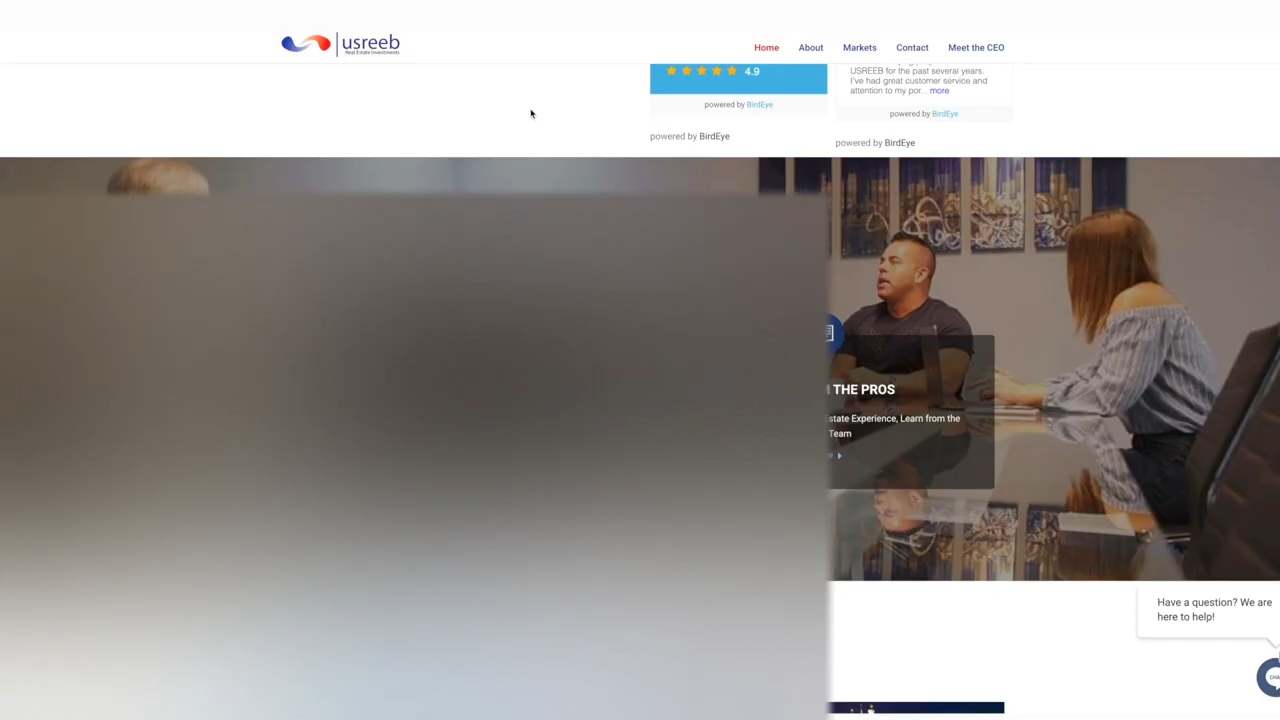 usreeb
Real Estate Investments
Home
About
Markets
Contact
Meet the CEO
4.9
powered by BirdEye
powered by BirdEye
USREEB for the past several years.
I've had great customer service and
attention to my por... more
powered by BirdEye
powered by BirdEye
THE PROS
Experience, Learn from the
Team
Have a question? We are
here to help!